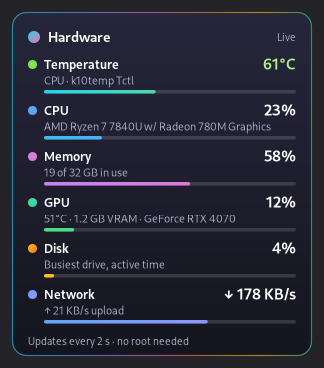 Hardware Live
Temperature 61°C
CPU · k10temp Tctl
CPU 23%
AMD Ryzen 7 7840U w/ Radeon 780M Graphics
Memory 58%
19 of 32 GB in use
GPU 12%
51°C · 1.2 GB VRAM · GeForce RTX 4070
Disk 4%
Busiest drive, active time
Network ↓ 178 KB/s
↑ 21 KB/s upload
Updates every 2 s · no root needed